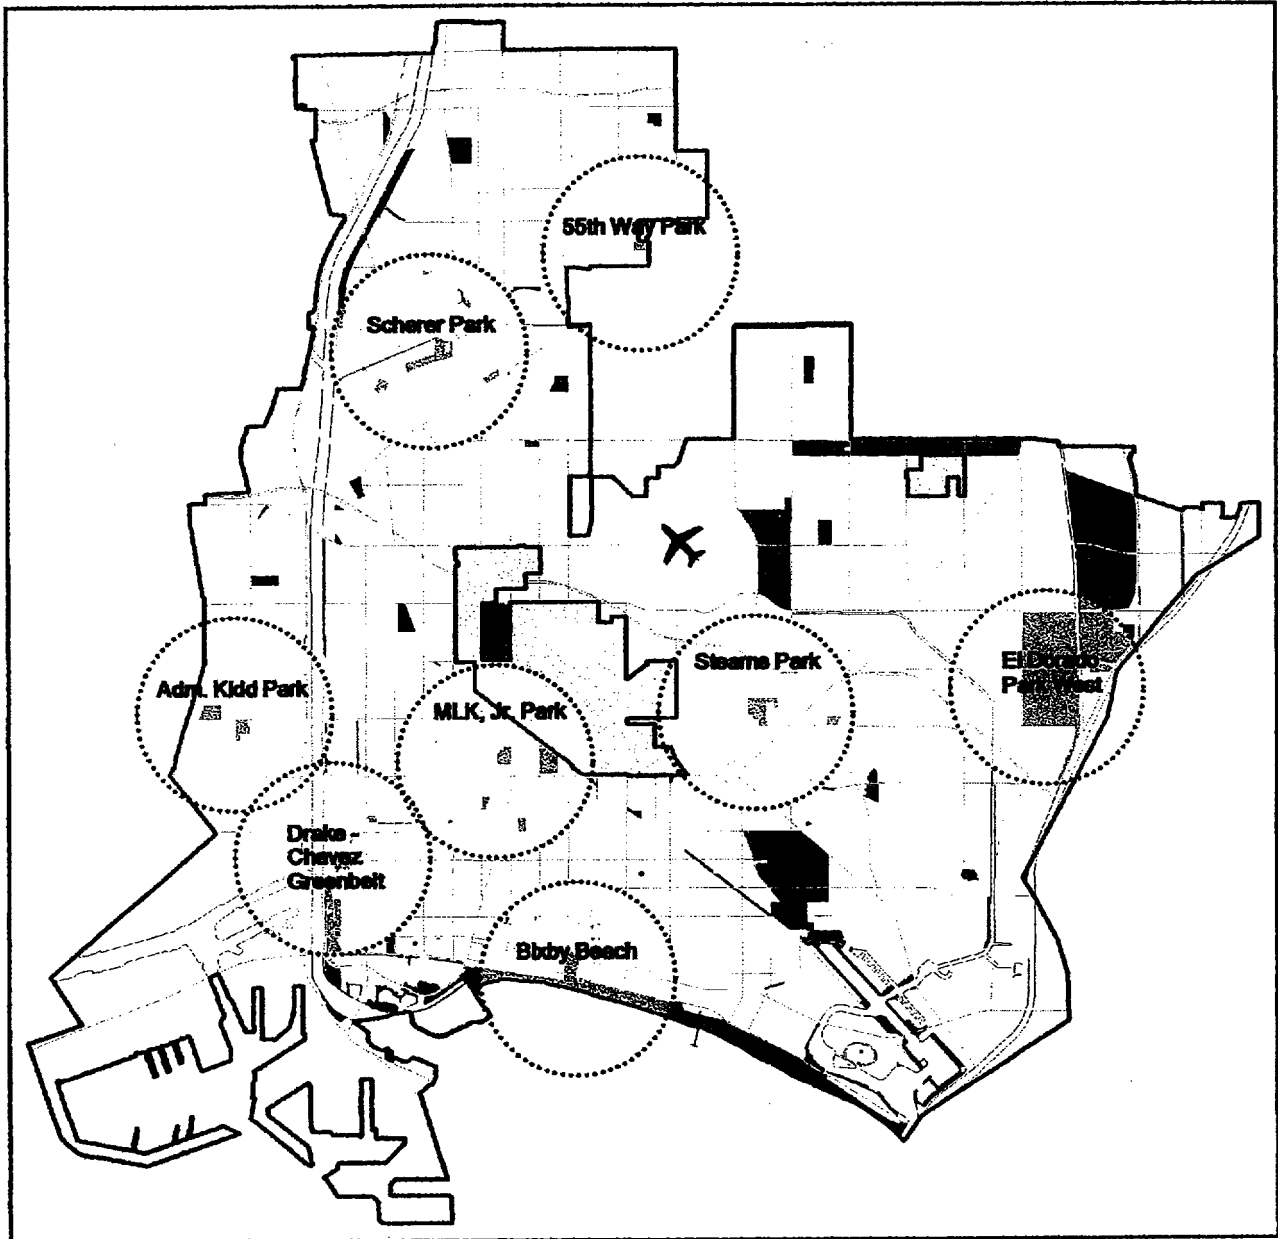 55th Way Park
Scherer Park
Stearns Park
El Dorado
Park West
Adm. Kidd Park
MLK, Jr. Park
Drake -
Chavez
Greenbelt
Bixby Beach